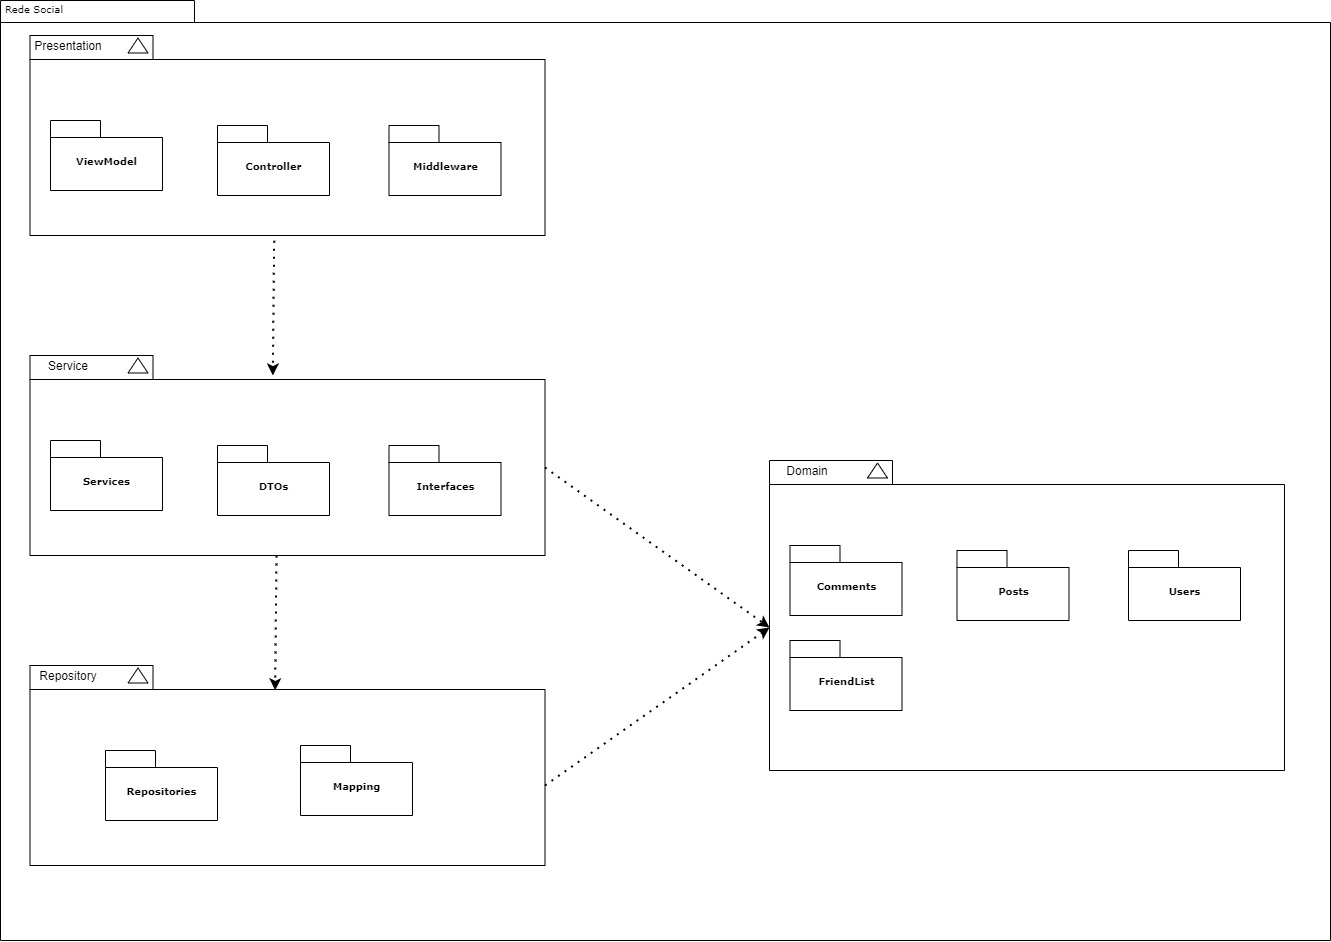 Rede Social
Presentation
ViewModel
Controller
Middleware
Service
Services
DTOs
Interfaces
Domain
Comments
Posts
Users
FriendList
Repository
Repositories
Mapping